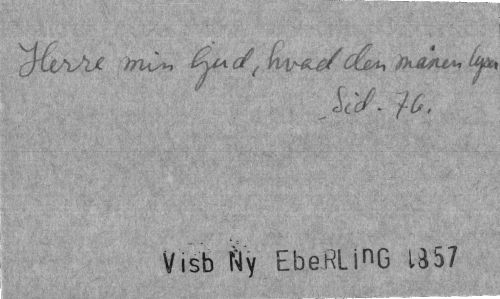 Herre min Gud, hvad den månen lyser
Sid. 76.
Visb Ny EbeRLinG 1857